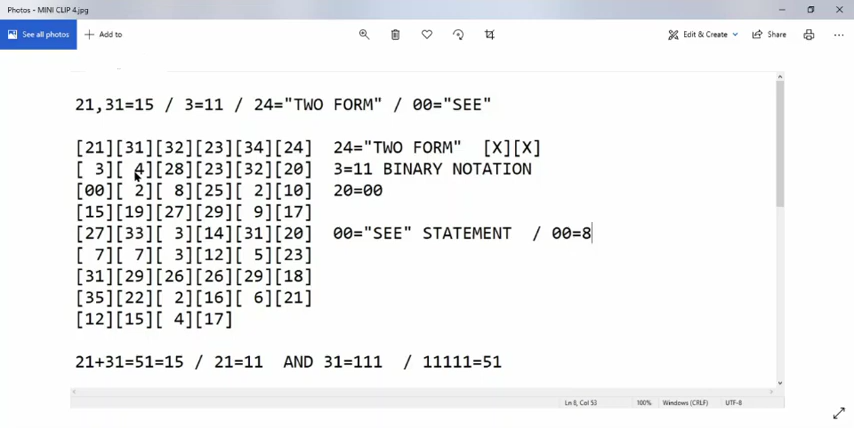 Photos - MINI CLIP 4.jpg
See all photos
Add to
Edit & Create
Share
21,31=15 / 3=11 / 24="TWO FORM" / 00="SEE"
[21][31][32][23][34][24] 24="TWO FORM" [X][X]
[ 3][ 4][28][23][32][20] 3=11 BINARY NOTATION
[00][ 2][ 8][25][ 2][10] 20=00
[15][19][27][29][ 9][17]
[27][33][ 3][14][31][20] 00="SEE" STATEMENT / 00=8
[ 7][ 7][ 3][12][ 5][23]
[31][29][26][26][29][18]
[35][22][ 2][16][ 6][21]
[12][15][ 4][17]
21+31=51=15 / 21=11 AND 31=111 / 11111=51
Ln 8, Col 53
100%
Windows (CRLF)
UTF-8